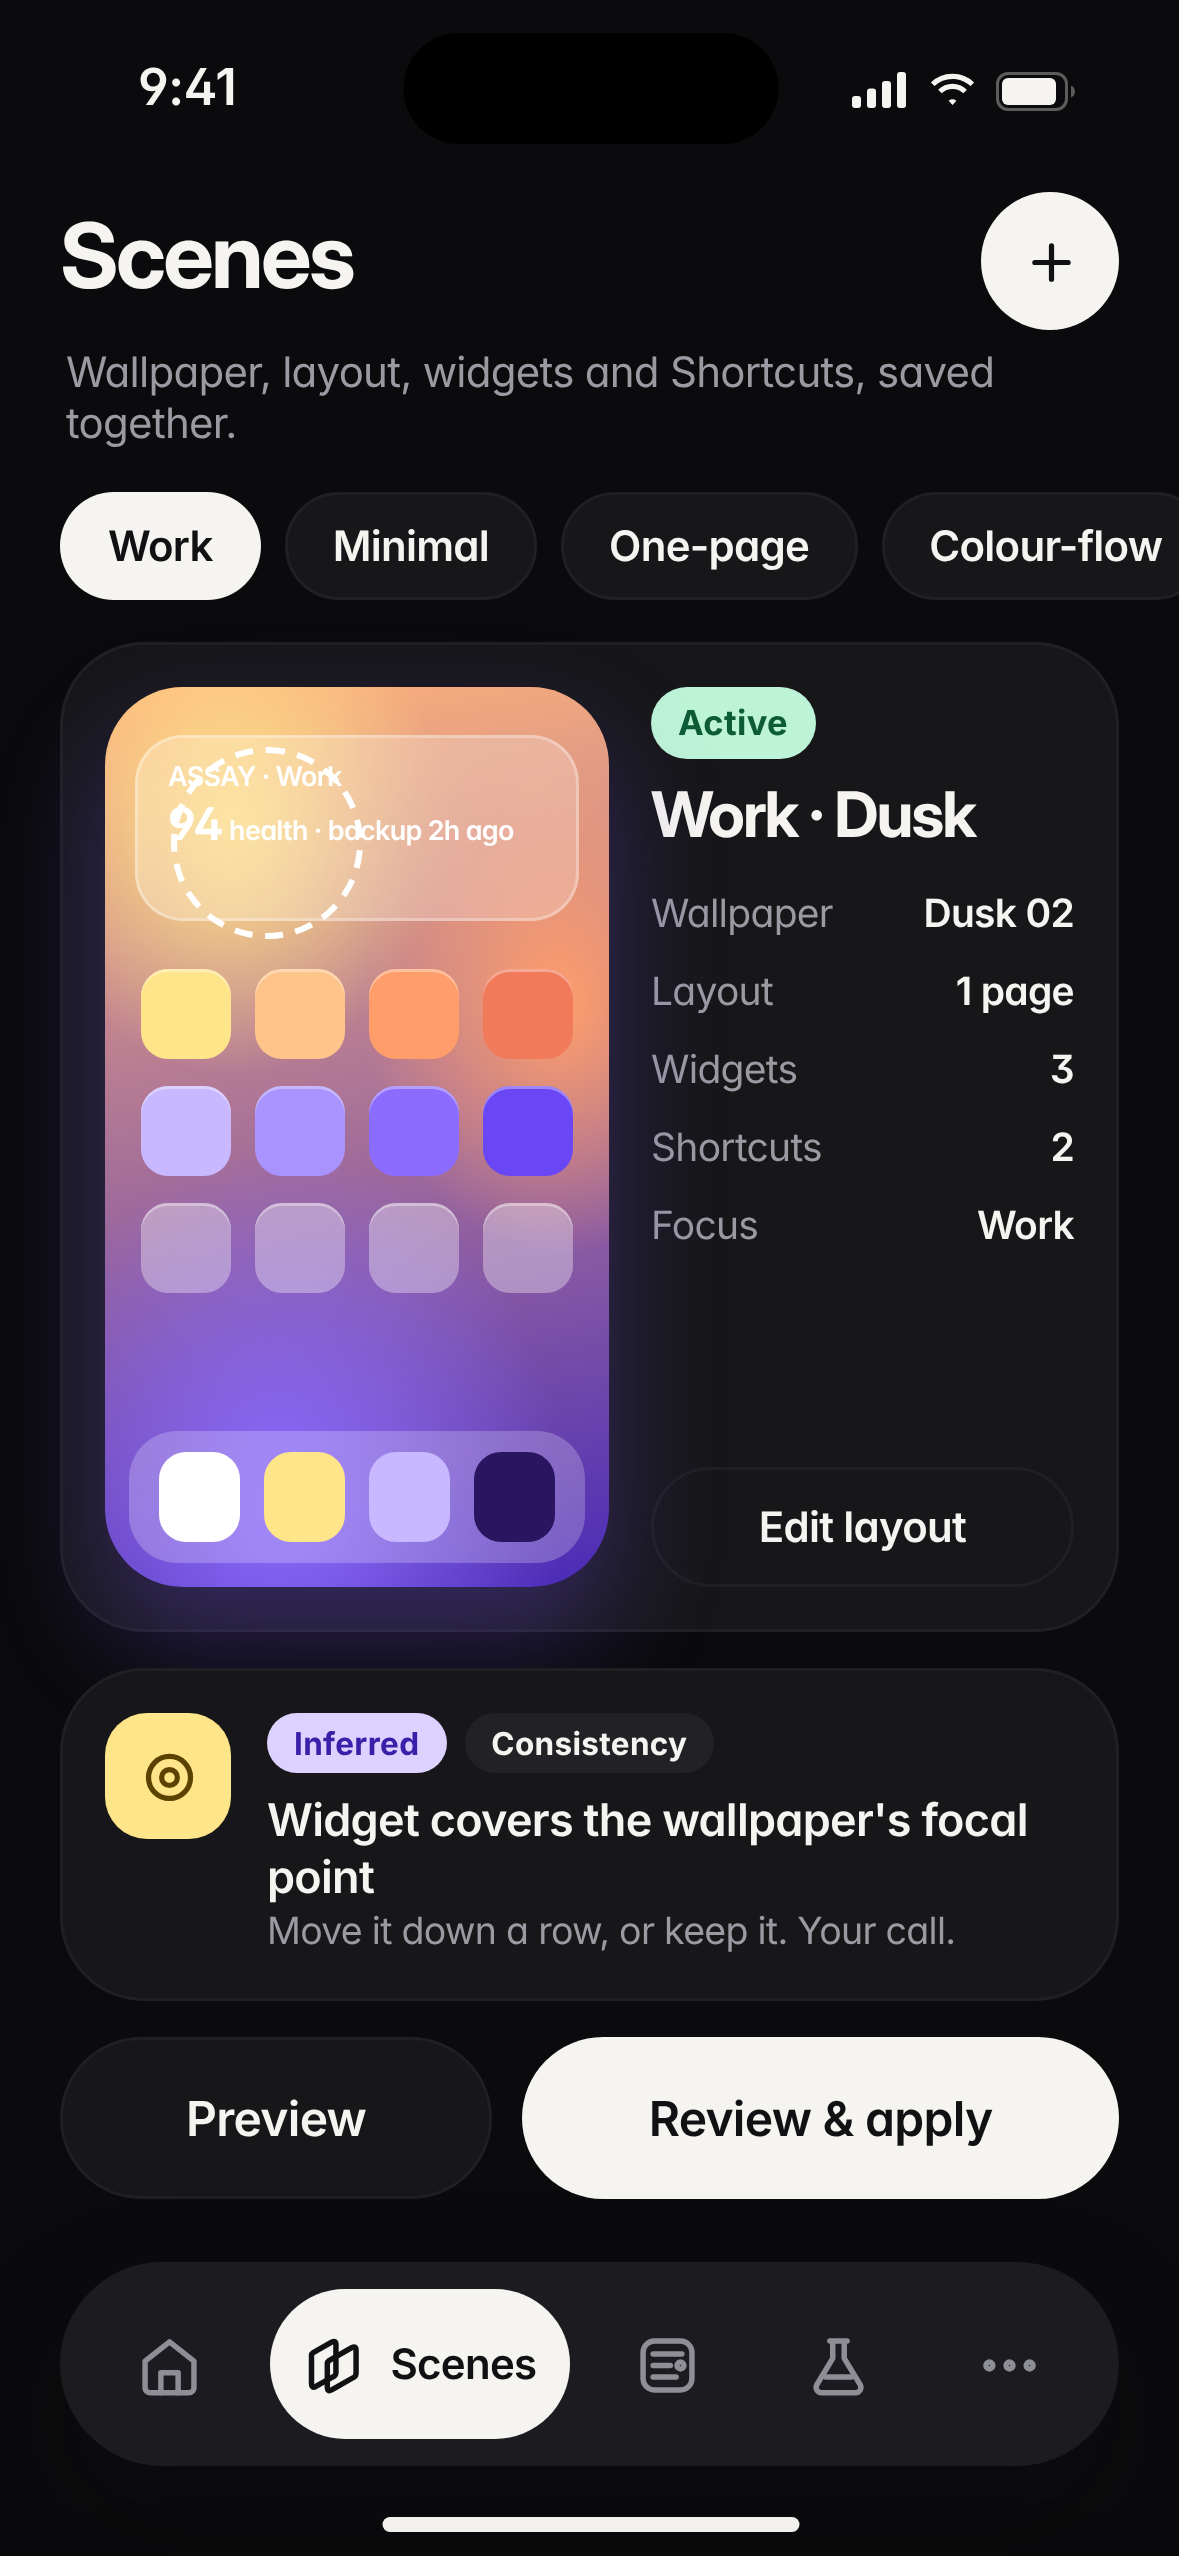 9:41
Scenes
Wallpaper, layout, widgets and Shortcuts, saved
together.
Work
Minimal
One-page
Colour-flow
ASSAY · Work
94 health · backup 2h ago
Active
Work · Dusk
Wallpaper Dusk 02
Layout 1 page
Widgets 3
Shortcuts 2
Focus Work
Edit layout
Inferred
Consistency
Widget covers the wallpaper's focal
point
Move it down a row, or keep it. Your call.
Preview
Review & apply
Scenes